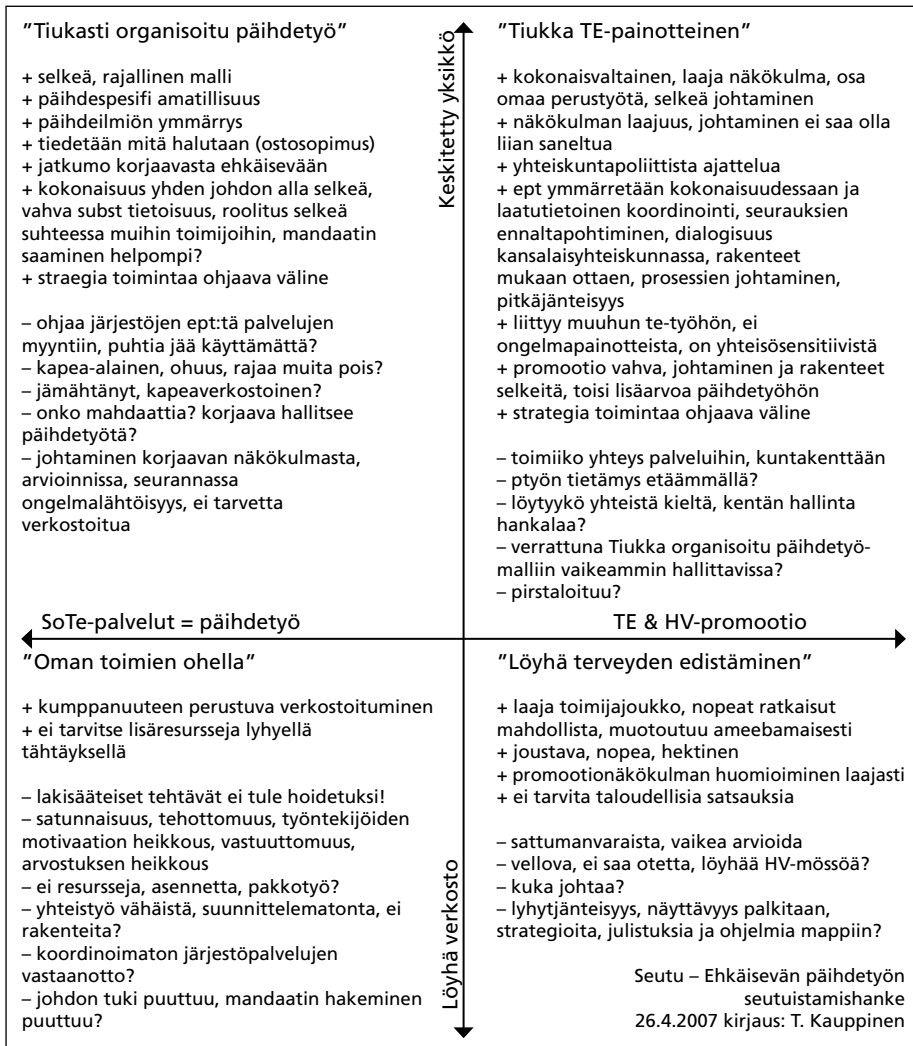 ”Tiukasti organisoitu päihdetyö”
+ selkeä, rajallinen malli
+ päihdespesifi amatillisuus
+ päihdeilmiön ymmärrys
+ tiedetään mitä halutaan (ostosopimus)
+ jatkumo korjaavasta ehkäisevään
+ kokonaisuus yhden johdon alla selkeä,
vahva subst tietoisuus, roolitus selkeä
suhteessa muihin toimijoihin, mandaatin
saaminen helpompi?
+ straegia toimintaa ohjaava väline
– ohjaa järjestöjen ept:tä palvelujen
myyntiin, puhtia jää käyttämättä?
– kapea-alainen, ohuus, rajaa muita pois?
– jämähtänyt, kapeaverkostoinen?
– onko mahdaattia? korjaava hallitsee
päihdetyötä?
– johtaminen korjaavan näkökulmasta,
arvioinnissa, seurannassa
ongelmalähtöisyys, ei tarvetta
verkostoitua
Keskitetty yksikkö
”Tiukka TE-painotteinen”
+ kokonaisvaltainen, laaja näkökulma, osa
omaa perustyötä, selkeä johtaminen
+ näkökulman laajuus, johtaminen ei saa olla
liian saneltua
+ yhteiskuntapoliittista ajattelua
+ ept ymmärretään kokonaisuudessaan ja
laatutietoinen koordinointi, seurauksien
ennaltapohtiminen, dialogisuus
kansalaisyhteiskunnassa, rakenteet
mukaan ottaen, prosessien johtaminen,
pitkäjänteisyys
+ liittyy muuhun te-työhön, ei
ongelmapainotteista, on yhteisösensitiivistä
+ promootio vahva, johtaminen ja rakenteet
selkeitä, toisi lisäarvoa päihdetyöhön
+ strategia toimintaa ohjaava väline
– toimiiko yhteys palveluihin, kuntakenttään
– ptyön tietämys etäämmällä?
– löytyykö yhteistä kieltä, kentän hallinta
hankalaa?
– verrattuna Tiukka organisoitu päihdetyö-
malliin vaikeammin hallittavissa?
– pirstaloituu?
SoTe-palvelut = päihdetyö
TE & HV-promootio
”Oman toimien ohella”
+ kumppanuuteen perustuva verkostoituminen
+ ei tarvitse lisäresursseja lyhyellä
tähtäyksellä
– lakisääteiset tehtävät ei tule hoidetuksi!
– satunnaisuus, tehottomuus, työntekijöiden
motivaation heikkous, vastuuttomuus,
arvostuksen heikkous
– ei resursseja, asennetta, pakkotyö?
– yhteistyö vähäistä, suunnittelematonta, ei
rakenteita?
– koordinoimaton järjestöpalvelujen
vastaanotto?
– johdon tuki puuttuu, mandaatin hakeminen
puuttuu?
Löyhä verkosto
”Löyhä terveyden edistäminen”
+ laaja toimijajoukko, nopeat ratkaisut
mahdollista, muotoutuu ameebamaisesti
+ joustava, nopea, hektinen
+ promootionäkökulman huomioiminen laajasti
+ ei tarvita taloudellisia satsauksia
– sattumanvaraista, vaikea arvioida
– vellova, ei saa otetta, löyhää HV-mössöä?
– kuka johtaa?
– lyhytjänteisyys, näyttävyys palkitaan,
strategioita, julistuksia ja ohjelmia mappiin?
Seutu – Ehkäisevän päihdetyön
seutuistamishanke
26.4.2007 kirjaus: T. Kauppinen